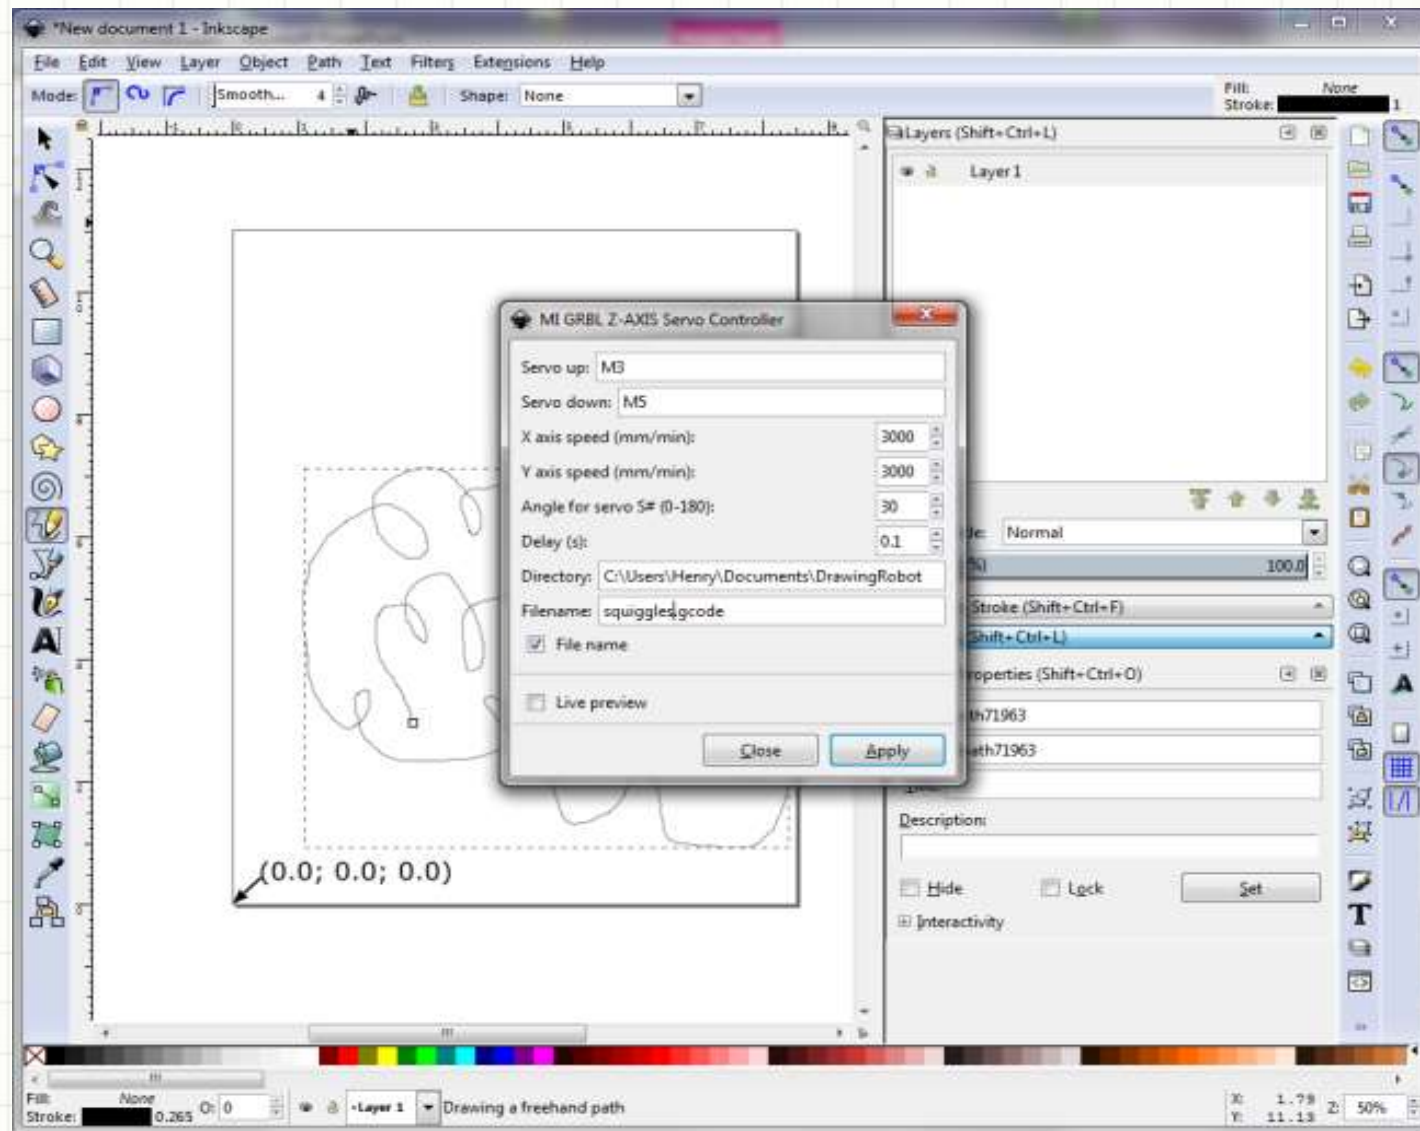 *New document 1 - Inkscape
File Edit View Layer Object Path Text Filters Extensions Help
Mode: Smooth... 4 Shape: None
Fill: None
Stroke: 1
Layers (Shift+Ctrl+L)
Layer 1
MI GRBL Z-AXIS Servo Controller
Servo up: M3
Servo down: M5
X axis speed (mm/min): 3000
Y axis speed (mm/min): 3000
Angle for servo S# (0-180): 30
Delay (s): 0.1
Directory: C:\Users\Henry\Documents\DrawingRobot
Filename: squiggles.gcode
File name
Live preview
Close Apply
de: Normal
100.0
Stroke (Shift+Ctrl+F)
Shift+Ctrl+L)
roperties (Shift+Ctrl+O)
th71963
ath71963
Description:
Hide Lock Set
Interactivity
(0.0; 0.0; 0.0)
Fill: None
Stroke: 0.265
O: 0
Layer 1
Drawing a freehand path
X: 1.79
Y: 11.13
Z: 50%